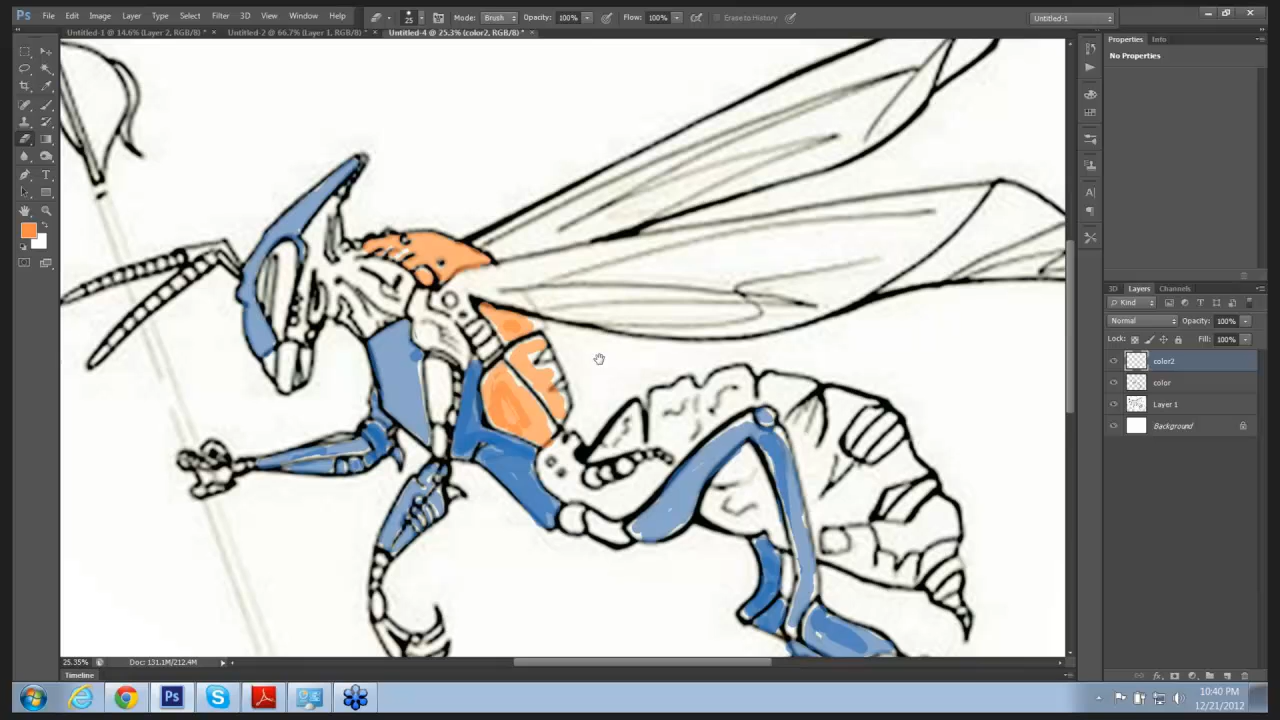 Ps File Edit Image Layer Type Select Filter 3D View Window Help
25 Mode: Brush Opacity: 100% Flow: 100% Erase to History Untitled-1
Untitled-1 @ 14.6% (Layer 2, RGB/8) * × Untitled-2 @ 66.7% (Layer 1, RGB/8) * × Untitled-4 @ 25.3% (color2, RGB/8) * ×
Properties Info
No Properties
3D Layers Channels
Kind
Normal Opacity: 100%
Lock: Fill: 100%
color2
color
Layer 1
Background
25.35% Doc: 131.1M/212.4M
Timeline
Ps
10:40 PM
12/21/2012